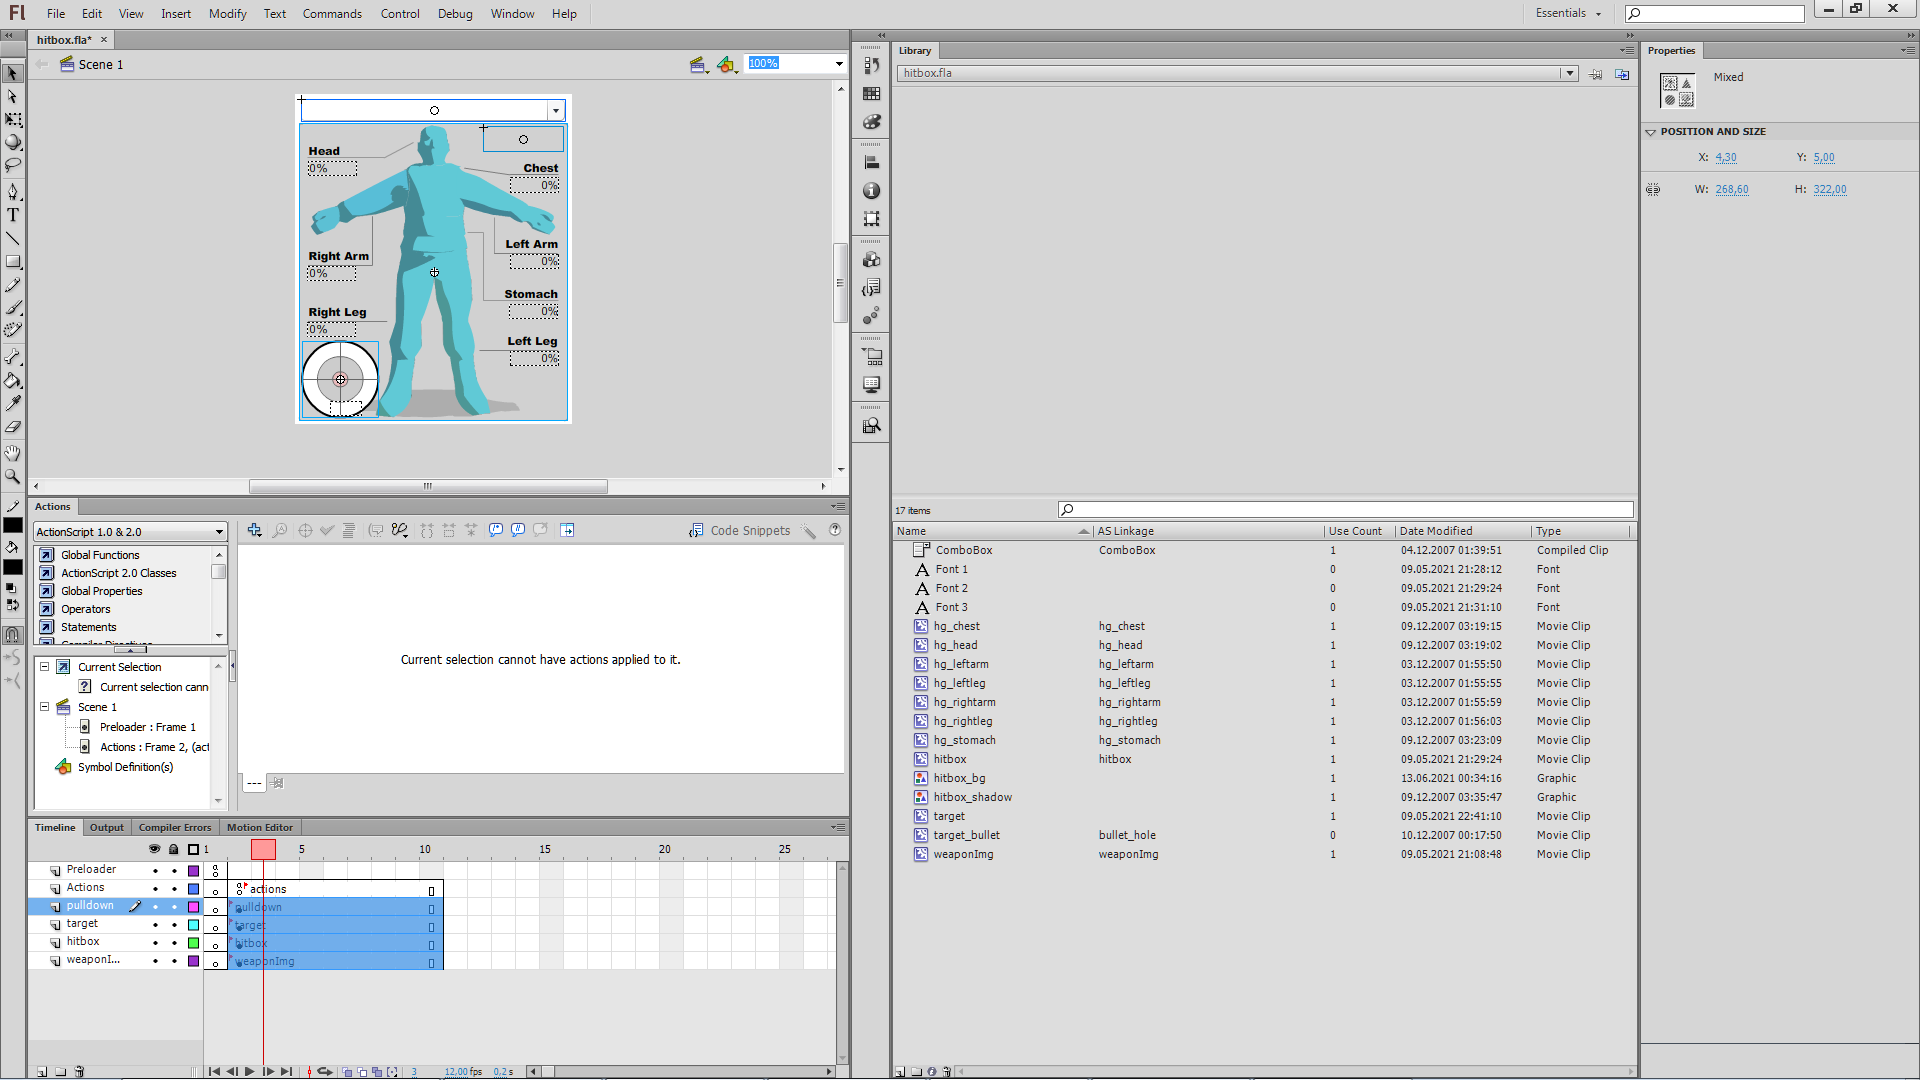 Fl File Edit View Insert Modify Text Commands Control Debug Window Help Essentials
hitbox.fla* ×
Scene 1 100%
Head
0%
Chest
0%
Right Arm
0%
Left Arm
0%
Stomach
0%
Right Leg
0%
Left Leg
0%
Actions
ActionScript 1.0 & 2.0
Code Snippets
Global Functions
ActionScript 2.0 Classes
Global Properties
Operators
Statements
Compiler Directives
Current Selection
Current selection cann
Scene 1
Preloader : Frame 1
Actions : Frame 2, (act
Symbol Definition(s)
Current selection cannot have actions applied to it.
---
Timeline Output Compiler Errors Motion Editor
1 5 10 15 20 25
Preloader
Actions actions
pulldown pulldown
target target
hitbox hitbox
weaponI... weaponImg
3 12,00 fps 0,2 s
Library
hitbox.fla
17 items
Name AS Linkage Use Count Date Modified Type
ComboBox ComboBox 1 04.12.2007 01:39:51 Compiled Clip
Font 1 0 09.05.2021 21:28:12 Font
Font 2 0 09.05.2021 21:29:24 Font
Font 3 0 09.05.2021 21:31:10 Font
hg_chest hg_chest 1 09.12.2007 03:19:15 Movie Clip
hg_head hg_head 1 09.12.2007 03:19:02 Movie Clip
hg_leftarm hg_leftarm 1 03.12.2007 01:55:50 Movie Clip
hg_leftleg hg_leftleg 1 03.12.2007 01:55:55 Movie Clip
hg_rightarm hg_rightarm 1 03.12.2007 01:55:59 Movie Clip
hg_rightleg hg_rightleg 1 03.12.2007 01:56:03 Movie Clip
hg_stomach hg_stomach 1 09.12.2007 03:23:09 Movie Clip
hitbox hitbox 1 09.05.2021 21:29:24 Movie Clip
hitbox_bg 1 13.06.2021 00:34:16 Graphic
hitbox_shadow 1 09.12.2007 03:35:47 Graphic
target 1 09.05.2021 22:41:10 Movie Clip
target_bullet bullet_hole 0 10.12.2007 00:17:50 Movie Clip
weaponImg weaponImg 1 09.05.2021 21:08:48 Movie Clip
Properties
Mixed
POSITION AND SIZE
X: 4,30 Y: 5,00
W: 268,60 H: 322,00